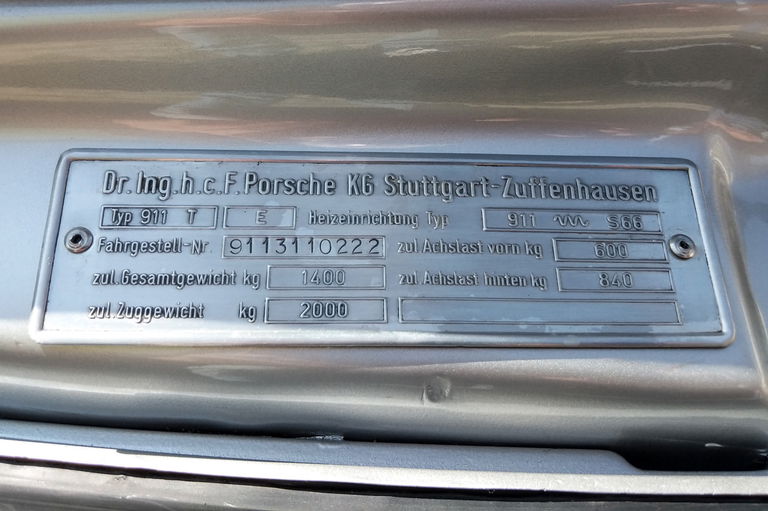 Dr.Ing.h.c.F.Porsche KG Stuttgart-Zuffenhausen
Typ 911 T E Heizeinrichtung Typ 911 S66
Fahrgestell-Nr. 9113110222 zul Achslast vorn kg 600
zul.Gesamtgewicht kg 1400 zul Achslast hinten kg 840
zul.Zuggewicht kg 2000